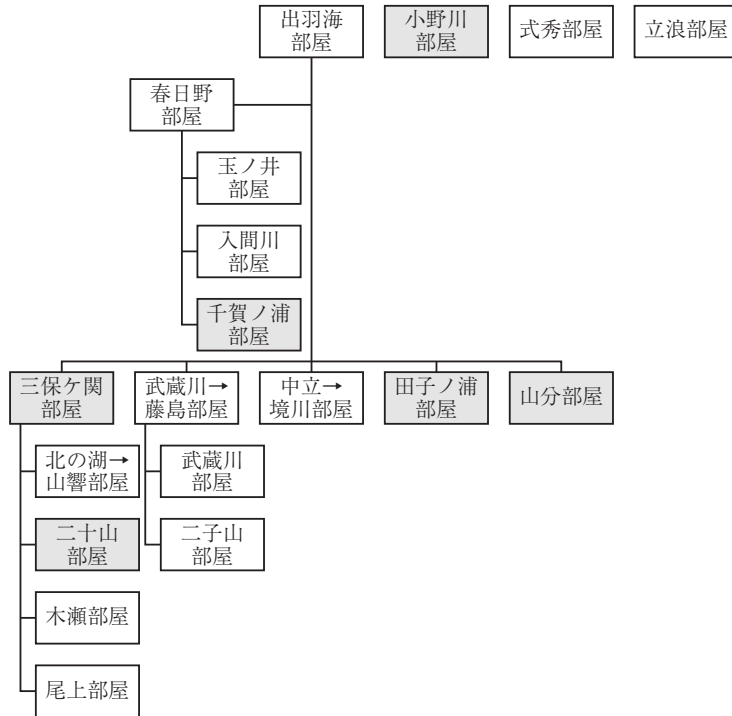 出羽海
部屋
小野川
部屋
式秀部屋
立浪部屋
春日野
部屋
玉ノ井
部屋
入間川
部屋
千賀ノ浦
部屋
三保ケ関
部屋
武蔵川→
藤島部屋
中立→
境川部屋
田子ノ浦
部屋
山分部屋
北の湖→
山響部屋
武蔵川
部屋
二十山
部屋
二子山
部屋
木瀬部屋
尾上部屋